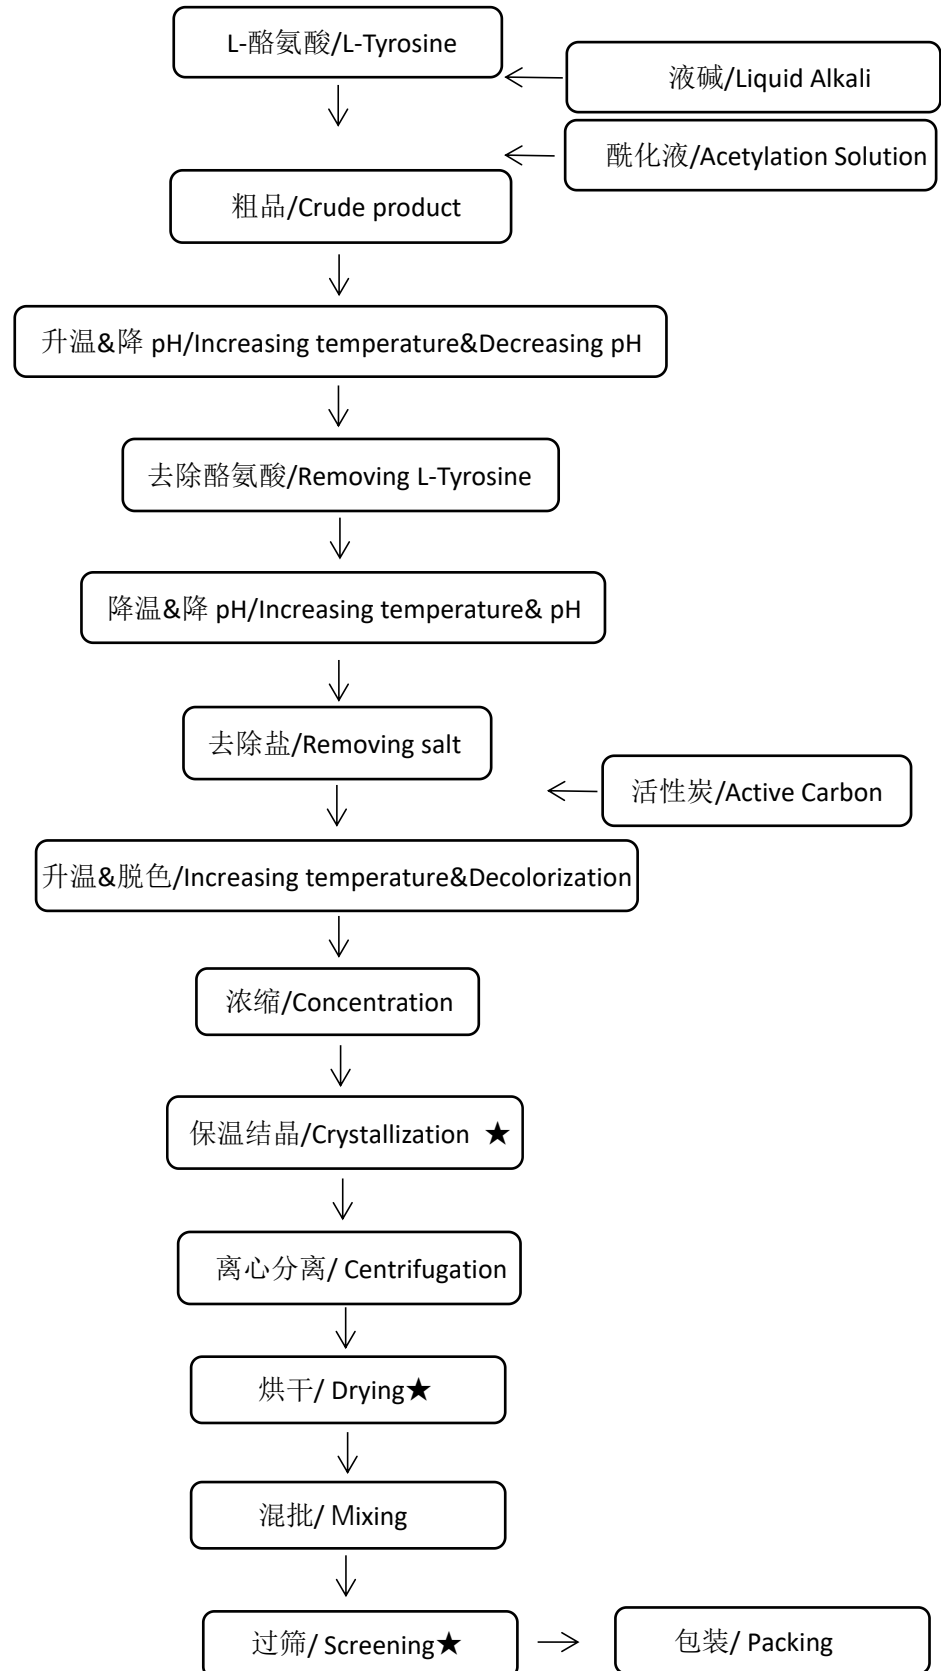 L-酪氨酸/L-Tyrosine
液碱/Liquid Alkali
酰化液/Acetylation Solution
粗品/Crude product
升温&降 pH/Increasing temperature&Decreasing pH
去除酪氨酸/Removing L-Tyrosine
降温&降 pH/Increasing temperature& pH
去除盐/Removing salt
活性炭/Active Carbon
升温&脱色/Increasing temperature&Decolorization
浓缩/Concentration
保温结晶/Crystallization ★
离心分离/ Centrifugation
烘干/ Drying★
混批/ Mixing
过筛/ Screening★
包装/ Packing